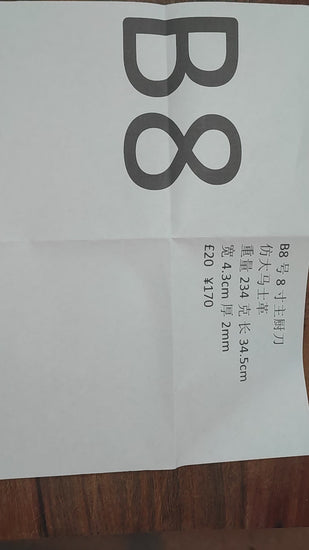 B8
B8 号 8 寸主厨刀
仿大马士革
重量 234 克 长 34.5cm
宽 4.3cm 厚 2mm
£20 ¥170